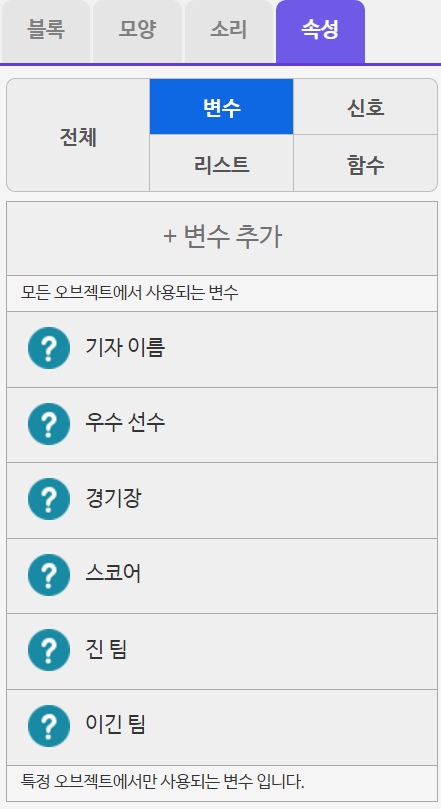 블록 모양 소리 속성
전체 변수 신호
리스트 함수
+ 변수 추가
모든 오브젝트에서 사용되는 변수
? 기자 이름
? 우수 선수
? 경기장
? 스코어
? 진 팀
? 이긴 팀
특정 오브젝트에서만 사용되는 변수 입니다.